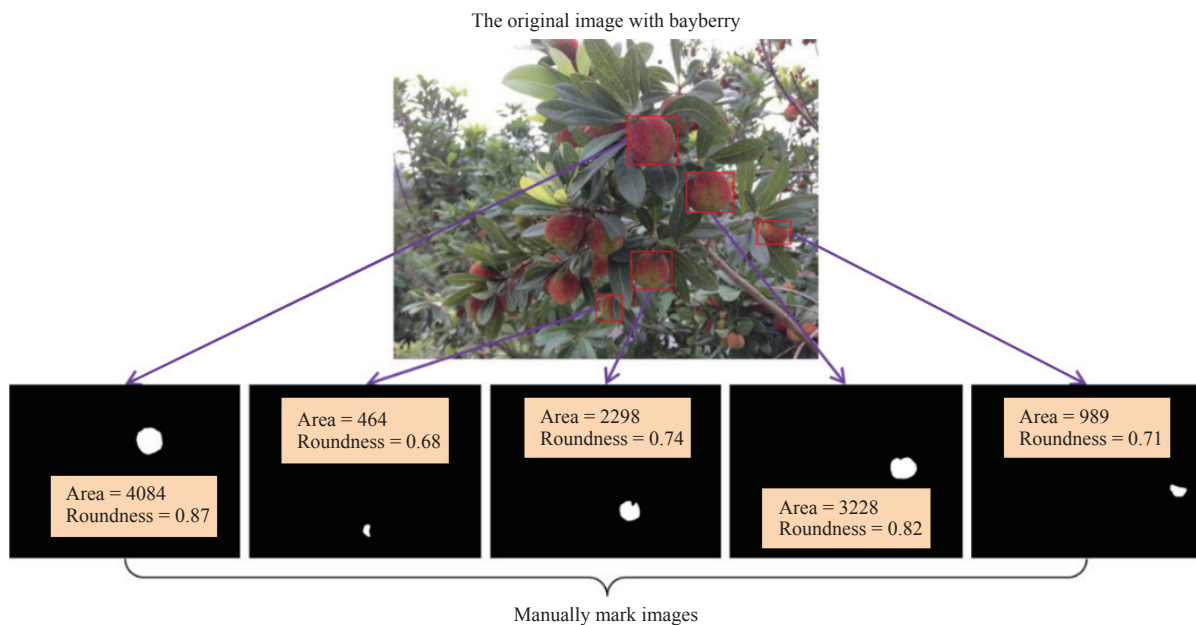 The original image with bayberry
Area = 4084
Roundness = 0.87
Area = 464
Roundness = 0.68
Area = 2298
Roundness = 0.74
Area = 3228
Roundness = 0.82
Area = 989
Roundness = 0.71
Manually mark images